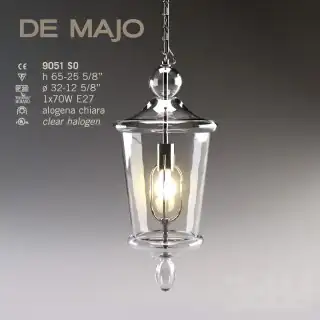 DE MAJO
9051 S0
h 65-25 5/8"
ø 32-12 5/8"
1x70W E27
alogena chiara
clear halogen